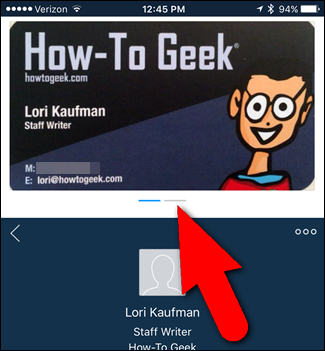 Verizon 12:45 PM 94%
How-To Geek®
howtogeek.com
Lori Kaufman
Staff Writer
M:
E: lori@howtogeek.com
Lori Kaufman
Staff Writer
How-To Geek